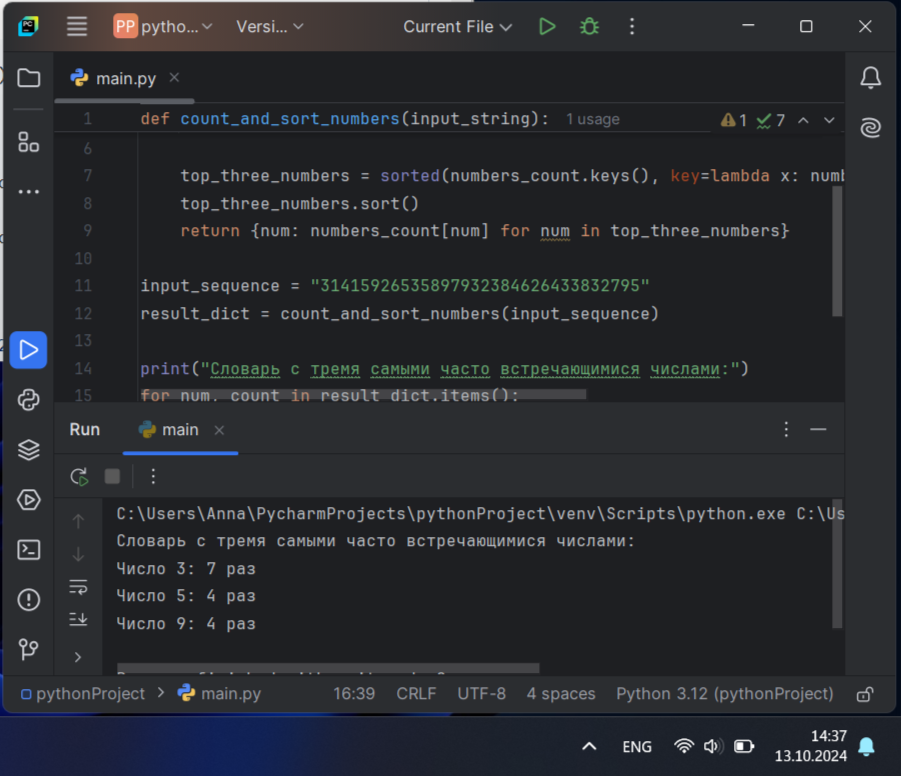 PP pytho... Versi... Current File
main.py
1 def count_and_sort_numbers(input_string): 1 usage 1 7
6
7 top_three_numbers = sorted(numbers_count.keys(), key=lambda x: numb
8 top_three_numbers.sort()
9 return {num: numbers_count[num] for num in top_three_numbers}
10
11 input_sequence = "31415926535897932384626433832795"
12 result_dict = count_and_sort_numbers(input_sequence)
13
14 print("Словарь с тремя самыми часто встречающимися числами:")
15 for num, count in result_dict.items():
Run main
C:\Users\Anna\PycharmProjects\pythonProject\venv\Scripts\python.exe C:\Us
Словарь с тремя самыми часто встречающимися числами:
Число 3: 7 раз
Число 5: 4 раз
Число 9: 4 раз
pythonProject main.py 16:39 CRLF UTF-8 4 spaces Python 3.12 (pythonProject)
ENG 14:37
13.10.2024